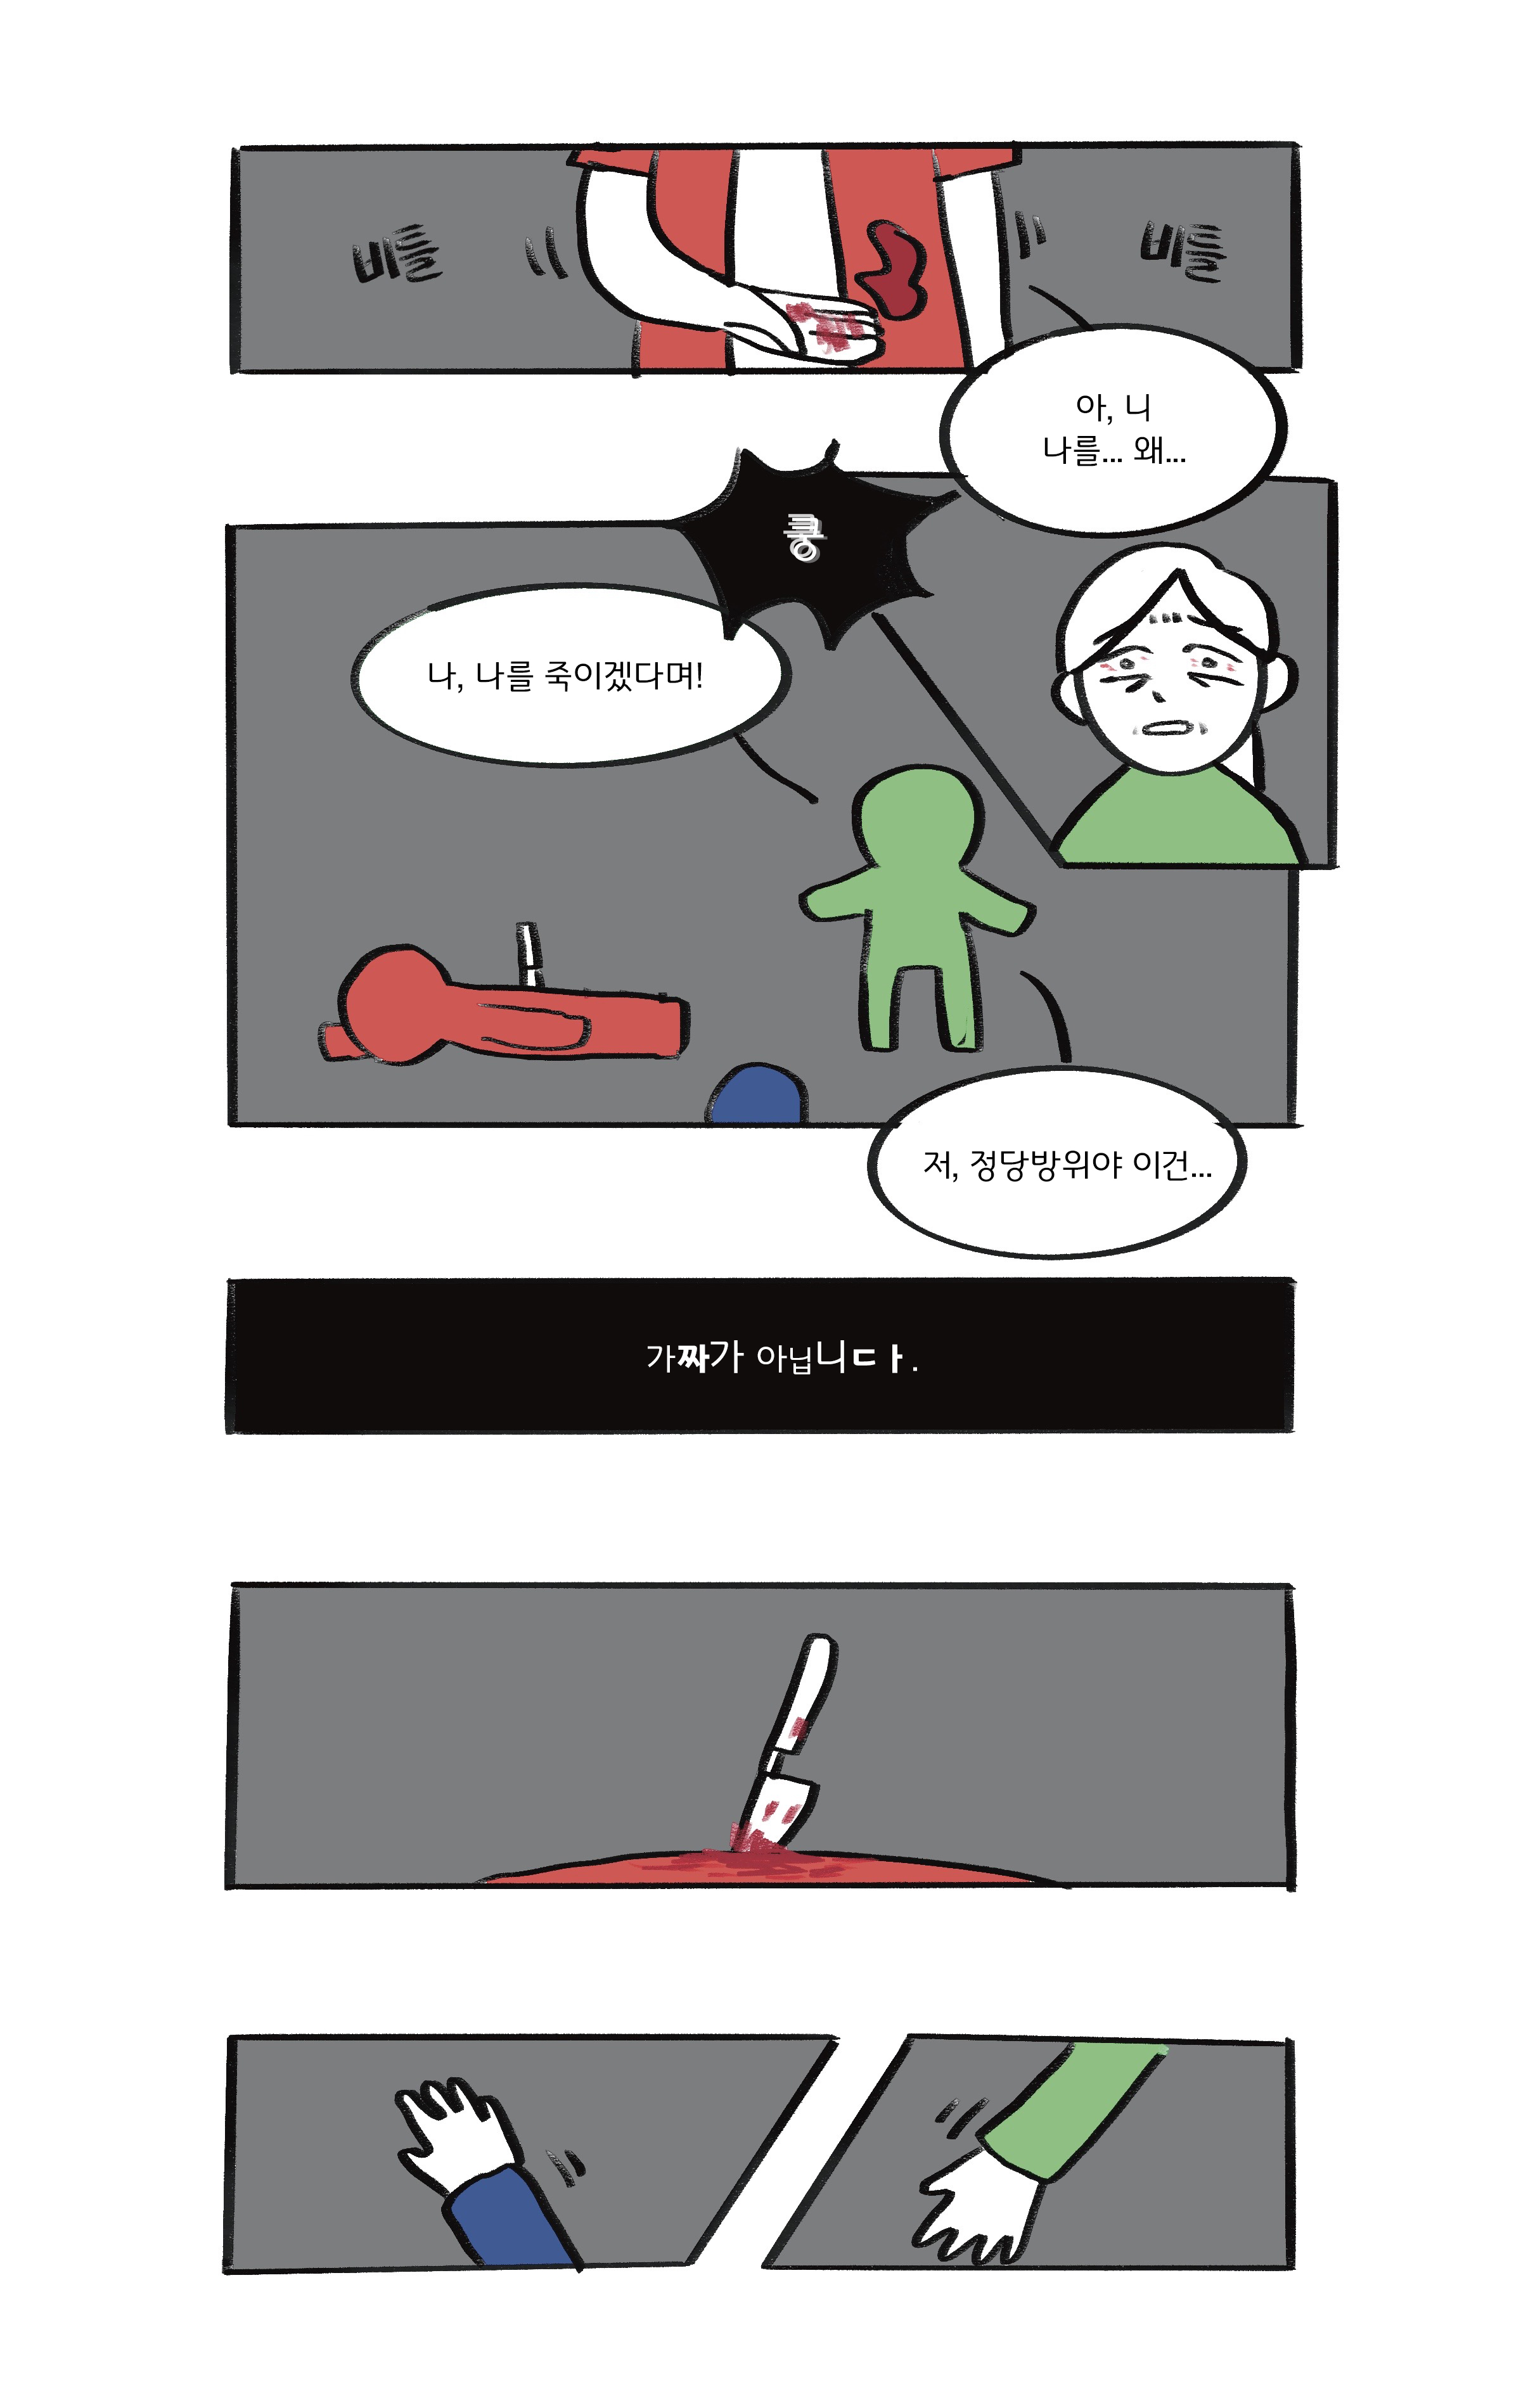 비틀
비틀
아, 니
나를... 왜...
쿵
나, 나를 죽이겠다며!
저, 정당방위야 이건...
가짜가 아닙니다.